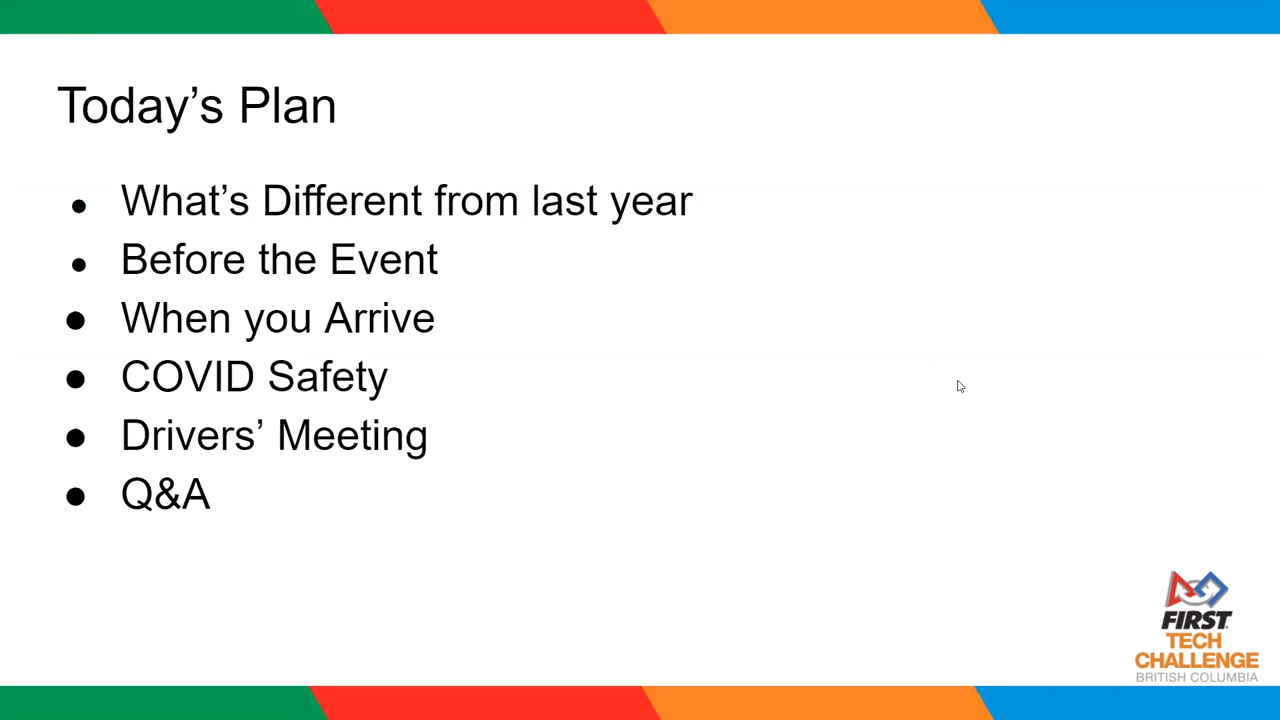 Today’s Plan
● What’s Different from last year
● Before the Event
● When you Arrive
● COVID Safety
● Drivers’ Meeting
● Q&A
FIRST
TECH
CHALLENGE
BRITISH COLUMBIA